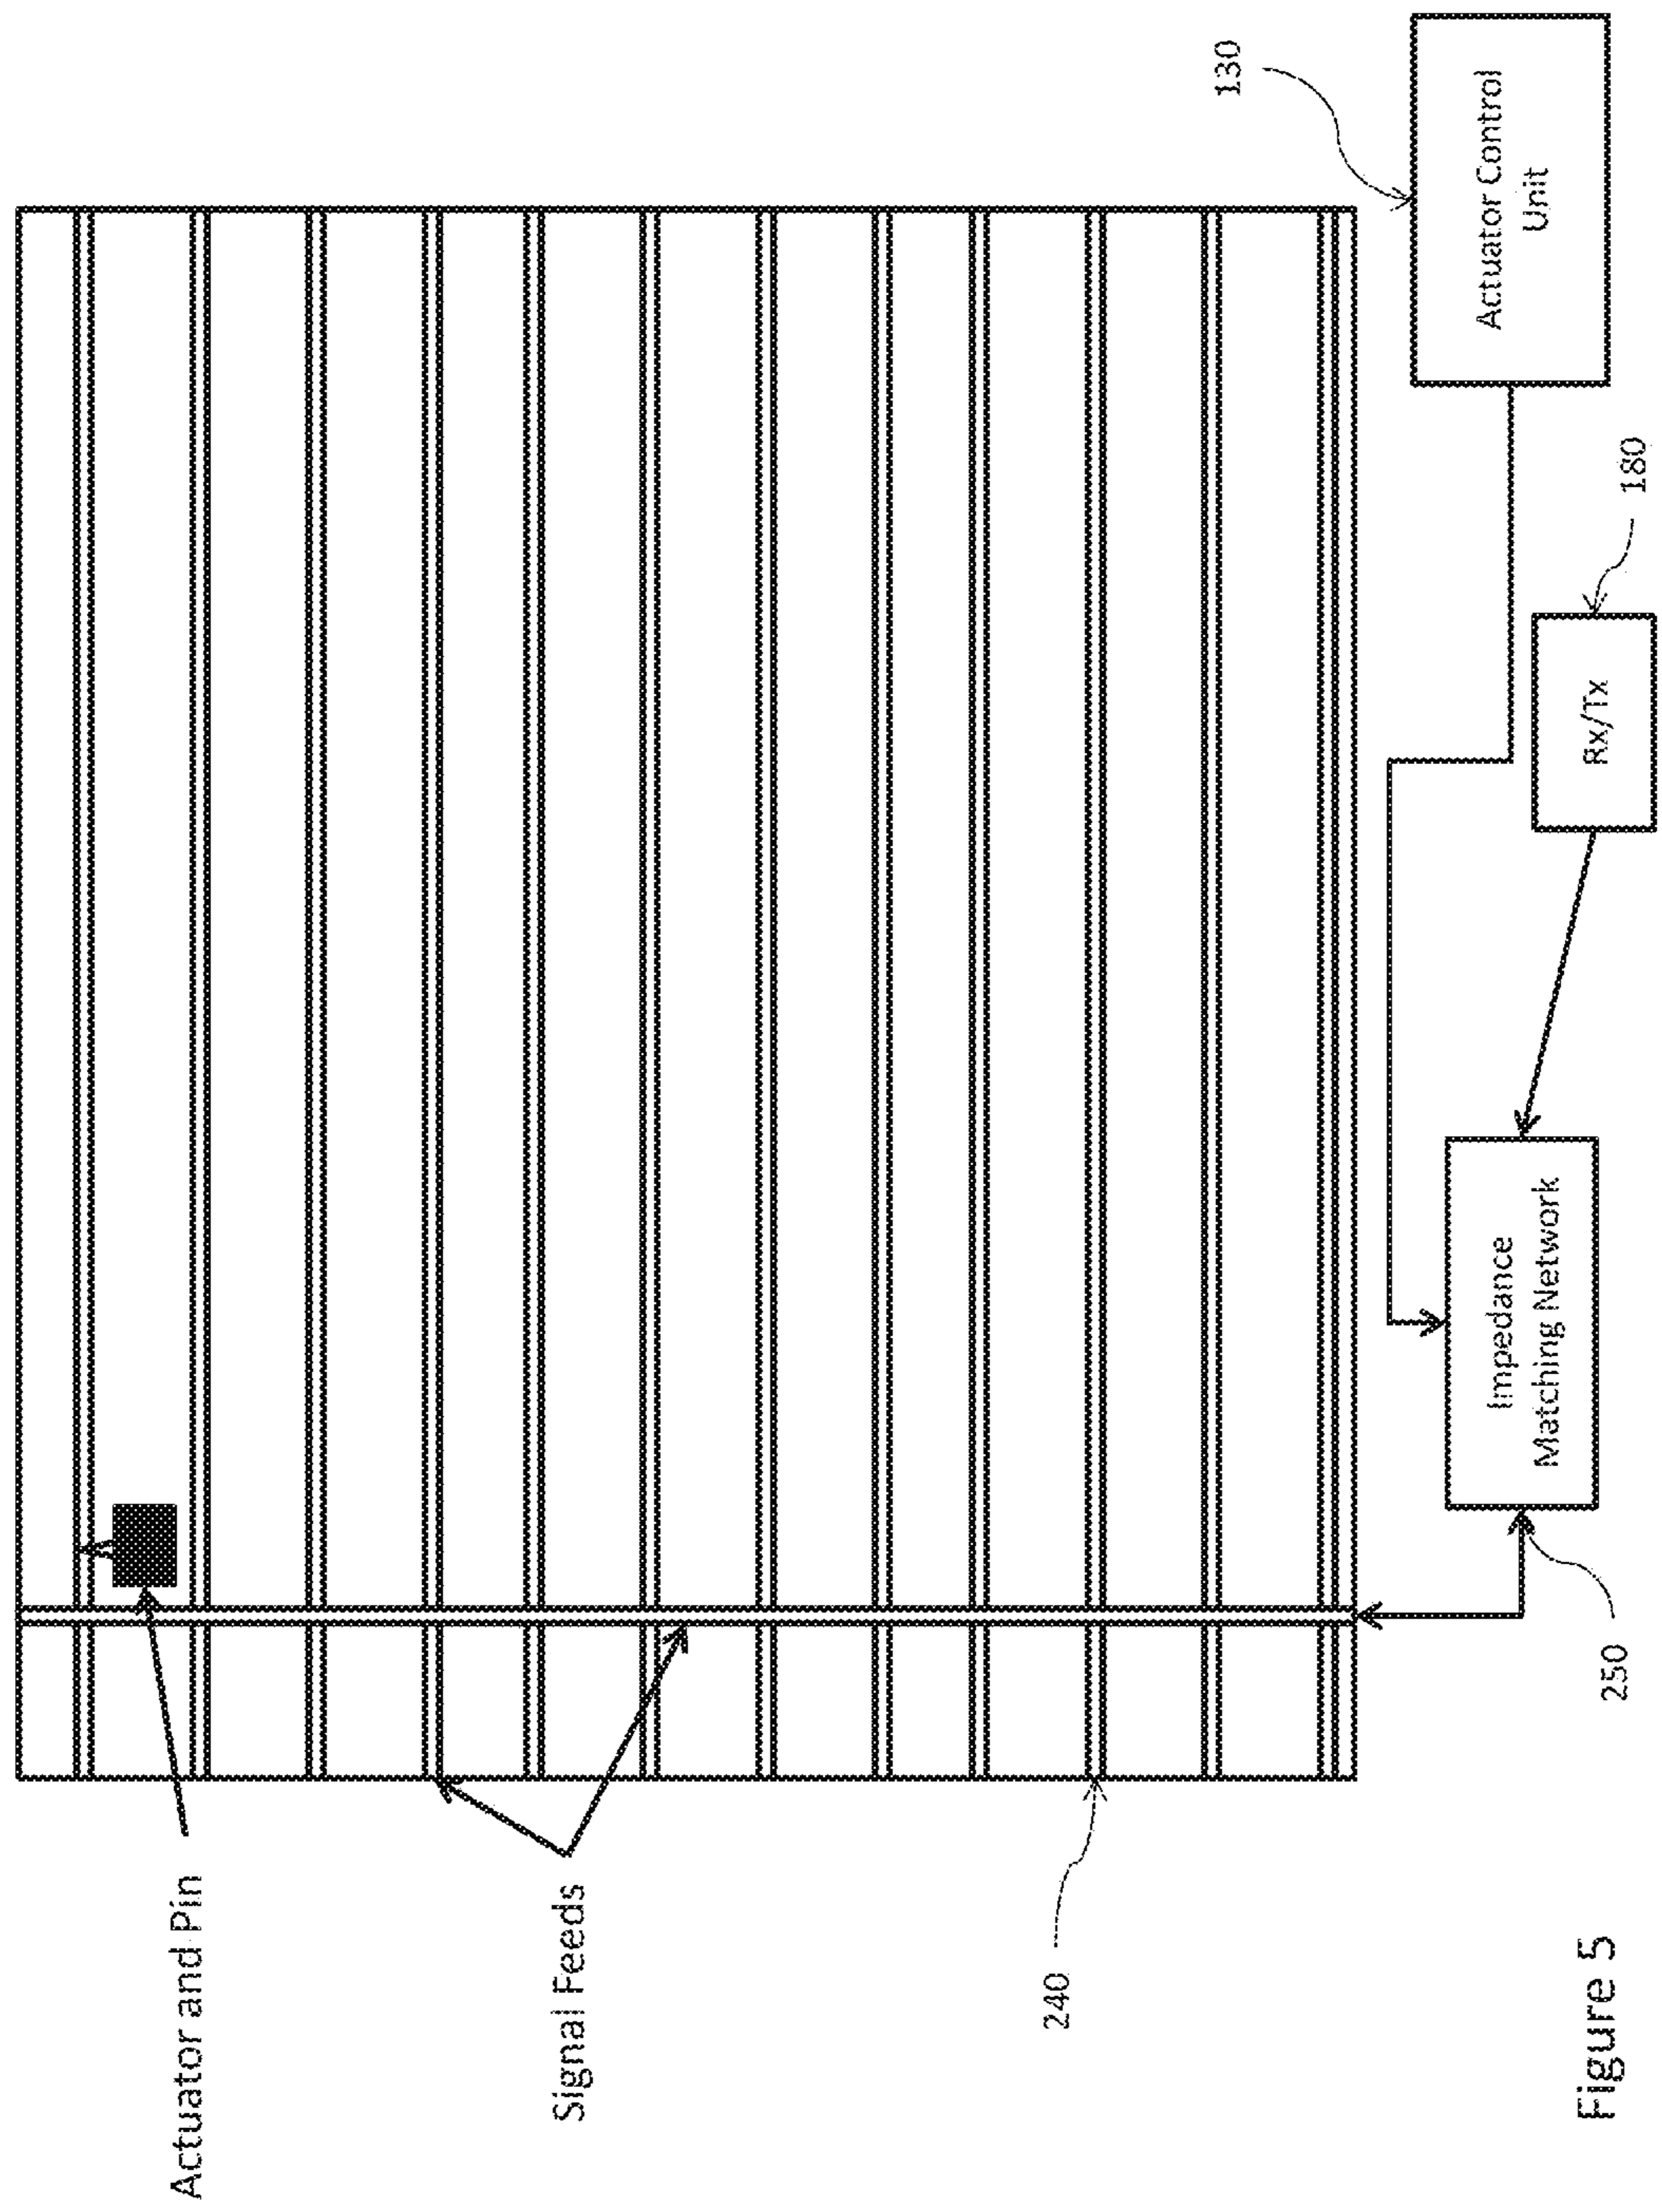 Actuator and Pin
Signal Feeds
240
250
Impedance
Matching Network
Rx/Tx
180
Actuator Control
Unit
130
Figure 5